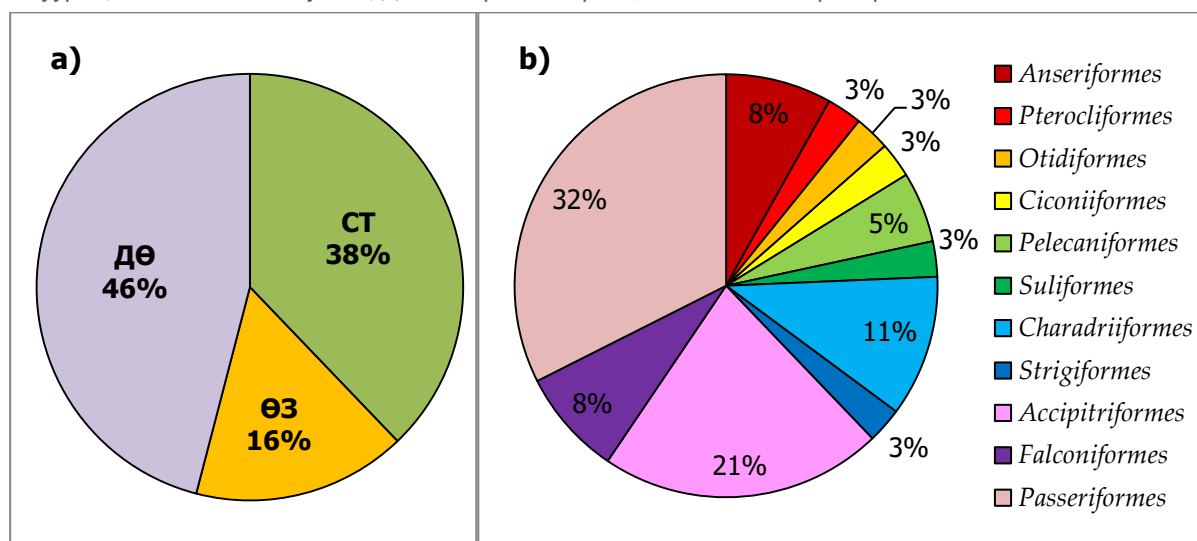 a)
СТ
38%
ӨЗ
16%
ДӨ
46%
b)
8%
3%
3%
3%
5%
3%
11%
3%
21%
8%
32%
Anseriformes
Pterocliformes
Otidiformes
Ciconiiformes
Pelecaniformes
Suliformes
Charadriiformes
Strigiformes
Accipitriformes
Falconiformes
Passeriformes